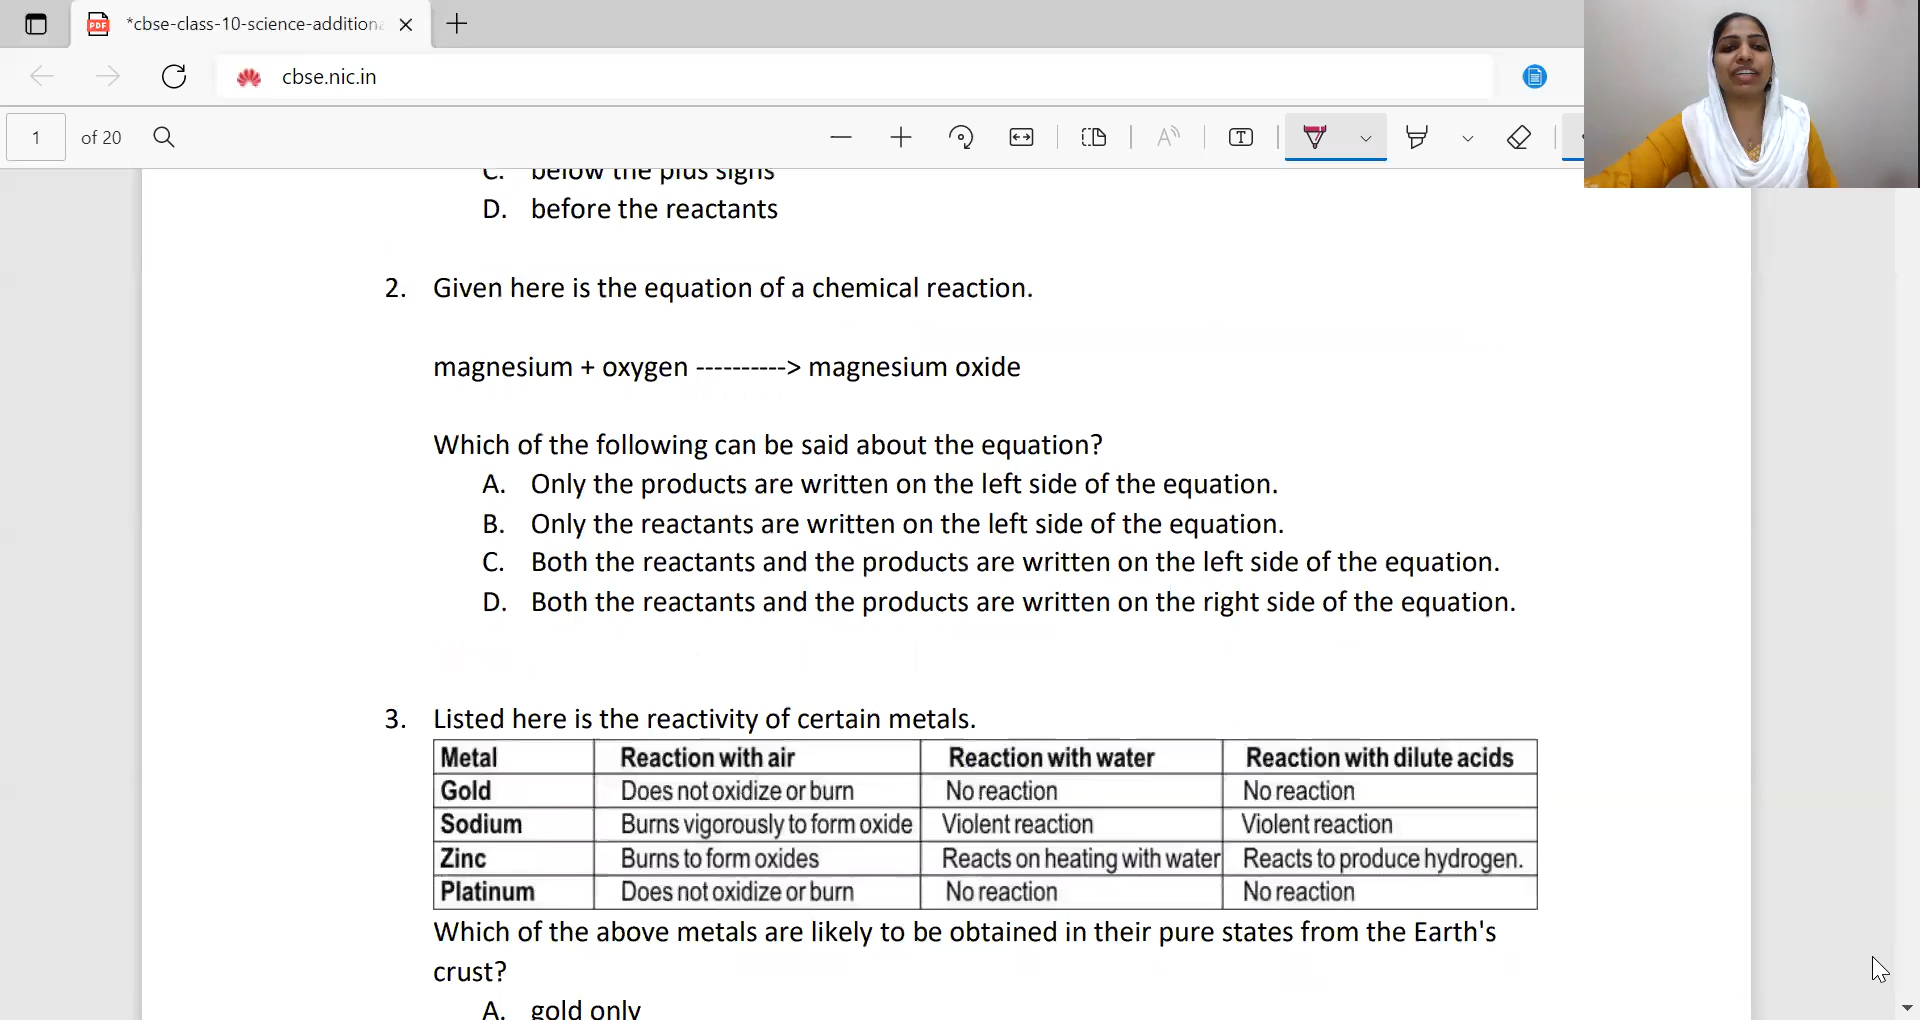 *cbse-class-10-science-additiona
cbse.nic.in
1 of 20
C. below the plus signs
D. before the reactants
2. Given here is the equation of a chemical reaction.
magnesium + oxygen ----------> magnesium oxide
Which of the following can be said about the equation?
A. Only the products are written on the left side of the equation.
B. Only the reactants are written on the left side of the equation.
C. Both the reactants and the products are written on the left side of the equation.
D. Both the reactants and the products are written on the right side of the equation.
3. Listed here is the reactivity of certain metals.
Metal Reaction with air Reaction with water Reaction with dilute acids
Gold Does not oxidize or burn No reaction No reaction
Sodium Burns vigorously to form oxide Violent reaction Violent reaction
Zinc Burns to form oxides Reacts on heating with water Reacts to produce hydrogen.
Platinum Does not oxidize or burn No reaction No reaction
Which of the above metals are likely to be obtained in their pure states from the Earth's
crust?
A. gold only